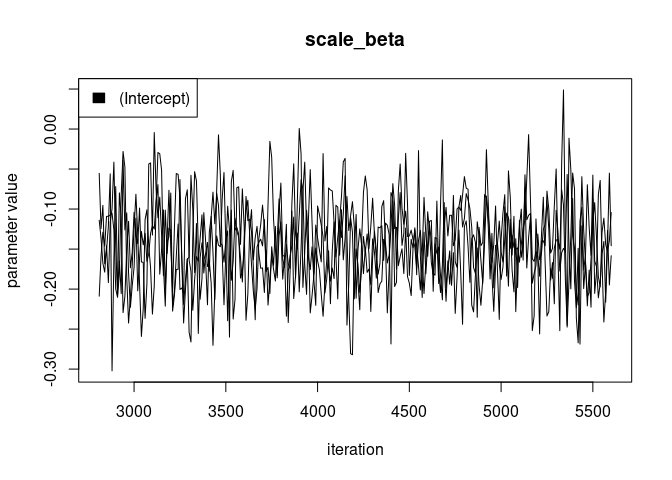 scale_beta
(Intercept)
parameter value
0.00
-0.10
-0.20
-0.30
3000 3500 4000 4500 5000 5500
iteration